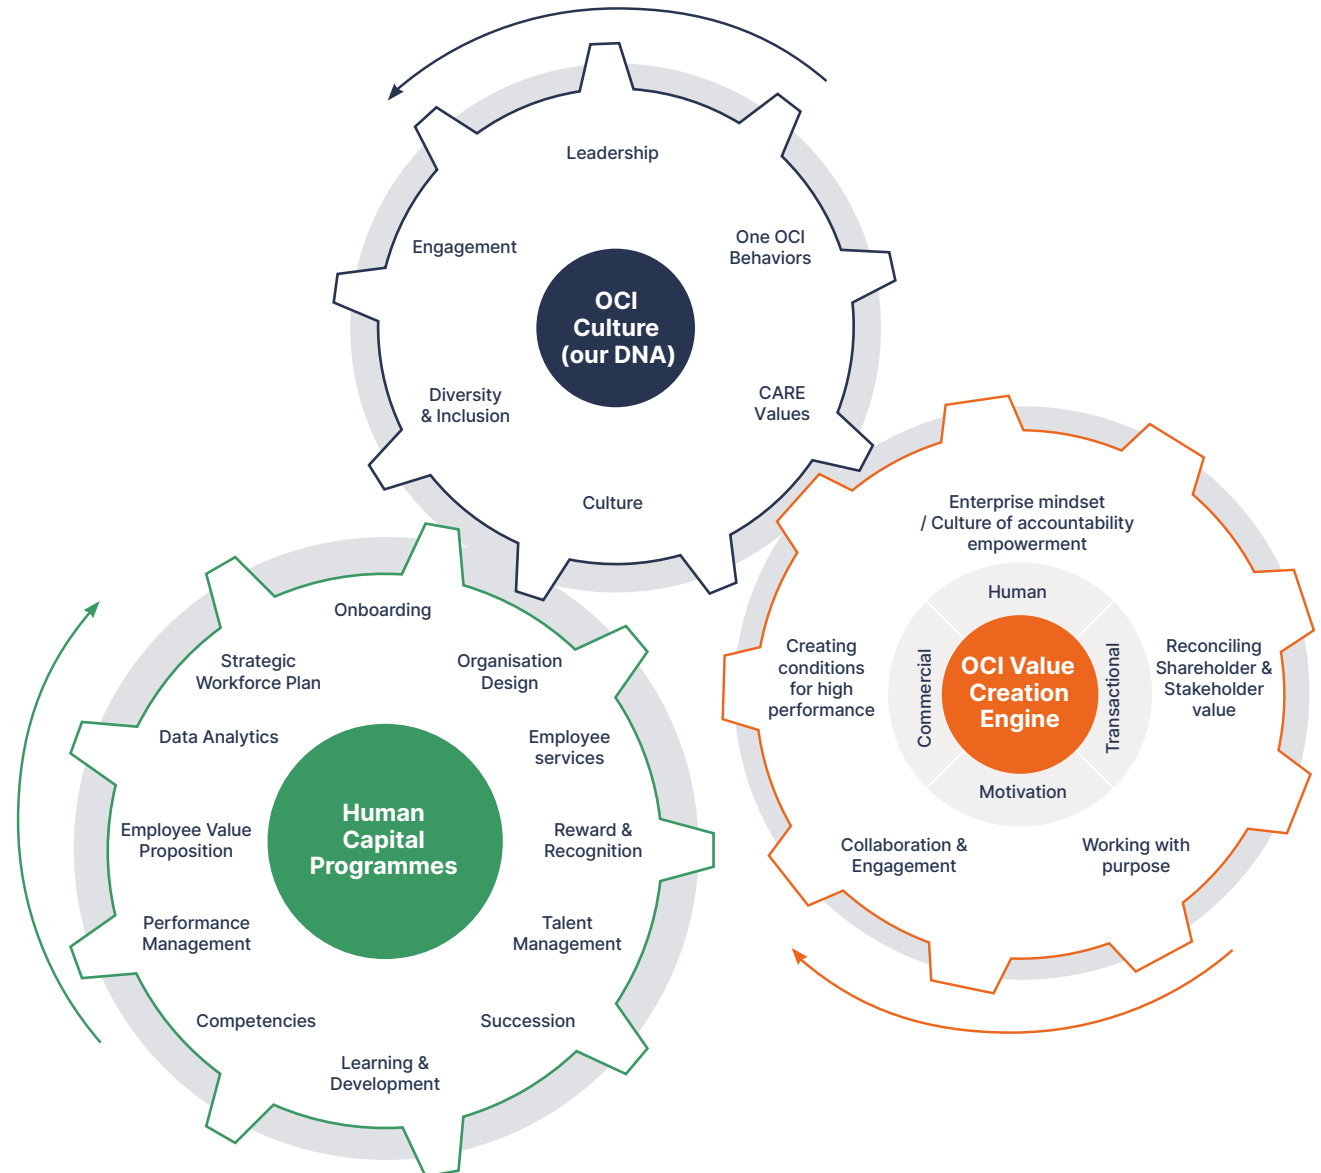 Leadership
Engagement
One OCI
Behaviors
OCI
Culture
(our DNA)
Diversity
& Inclusion
CARE
Values
Culture
Enterprise mindset
/ Culture of accountability
empowerment
Human
Creating
conditions
for high
performance
Commercial
OCI Value
Creation
Engine
Transactional
Reconciling
Shareholder &
Stakeholder
value
Motivation
Collaboration &
Engagement
Working with
purpose
Onboarding
Strategic
Workforce Plan
Organisation
Design
Data Analytics
Employee
services
Human
Capital
Programmes
Employee Value
Proposition
Reward &
Recognition
Performance
Management
Talent
Management
Competencies
Succession
Learning &
Development